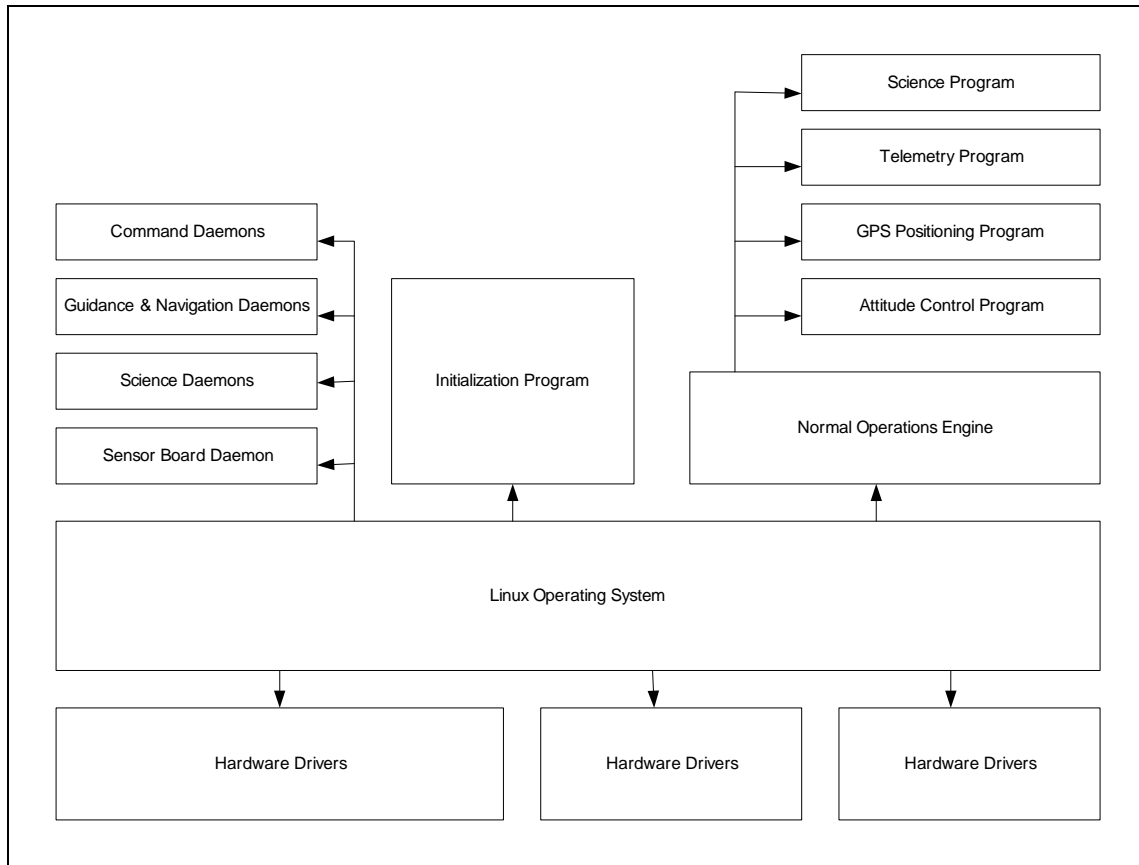 Science Program
Telemetry Program
GPS Positioning Program
Attitude Control Program
Command Daemons
Guidance & Navigation Daemons
Science Daemons
Sensor Board Daemon
Initialization Program
Normal Operations Engine
Linux Operating System
Hardware Drivers
Hardware Drivers
Hardware Drivers